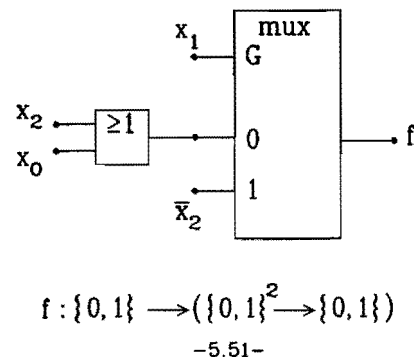 mux
x₁
G
x₂
≥1
x₀
0
f
x̅₂
1
f : {0,1} → ({0,1}² → {0,1})
-5.51-